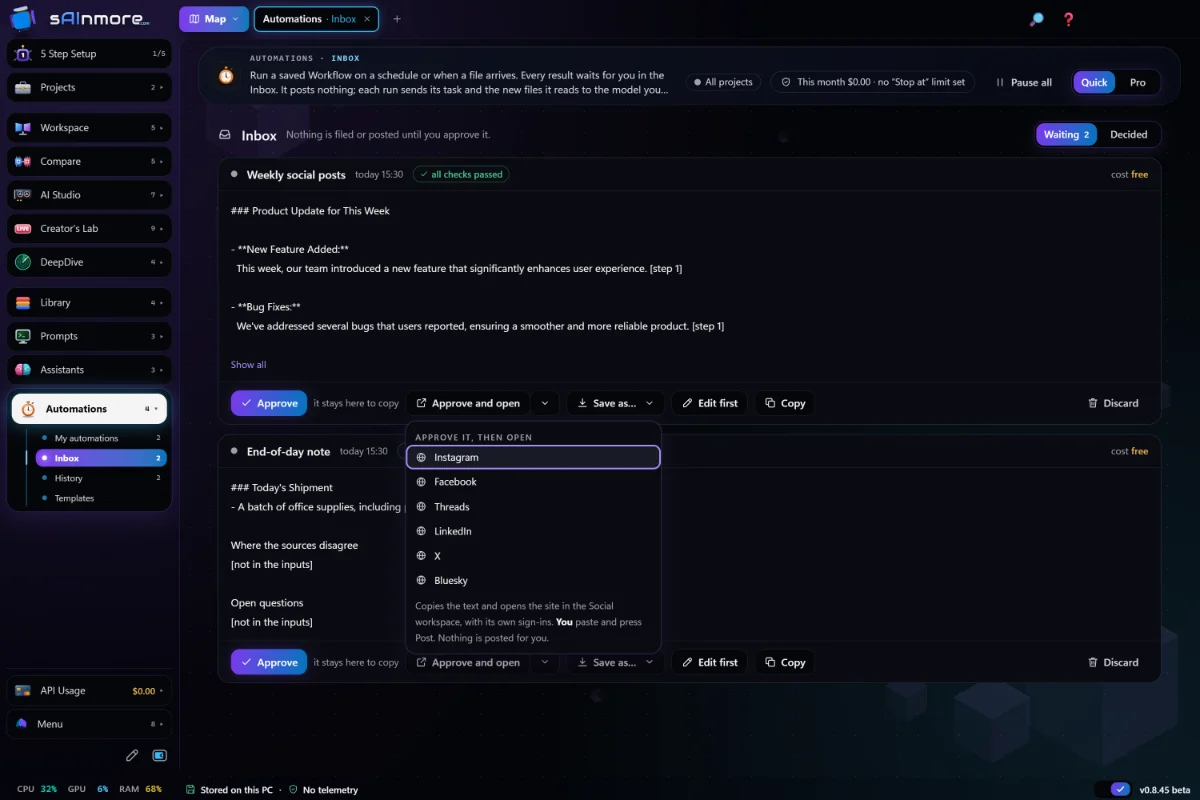 sAInmore.com
Map
Automations · Inbox ×
+
?
5 Step Setup 1/5
Projects 2
Workspace 5
Compare 5
AI Studio 7
Creator's Lab 9
DeepDive 4
Library 4
Prompts 3
Assistants 3
Automations 4
My automations 2
Inbox 2
History 2
Templates
API Usage $0.00
Menu 8
CPU 32% GPU 6% RAM 68%
AUTOMATIONS · INBOX
Run a saved Workflow on a schedule or when a file arrives. Every result waits for you in the
Inbox. It posts nothing; each run sends its task and the new files it reads to the model you...
All projects
This month $0.00 · no "Stop at" limit set
Pause all
Quick
Pro
Inbox Nothing is filed or posted until you approve it.
Waiting 2
Decided
Weekly social posts today 15:30 ✓ all checks passed
cost free
### Product Update for This Week
- **New Feature Added:**
This week, our team introduced a new feature that significantly enhances user experience. [step 1]
- **Bug Fixes:**
We've addressed several bugs that users reported, ensuring a smoother and more reliable product. [step 1]
Show all
Approve it stays here to copy Approve and open Save as... Edit first Copy Discard
End-of-day note today 15:30
cost free
### Today's Shipment
- A batch of office supplies, including
Where the sources disagree
[not in the inputs]
Open questions
[not in the inputs]
APPROVE IT, THEN OPEN
Instagram
Facebook
Threads
LinkedIn
X
Bluesky
Copies the text and opens the site in the Social
workspace, with its own sign-ins. You paste and press
Post. Nothing is posted for you.
Approve it stays here to copy Approve and open Save as... Edit first Copy Discard
Stored on this PC · No telemetry
v0.8.45 beta